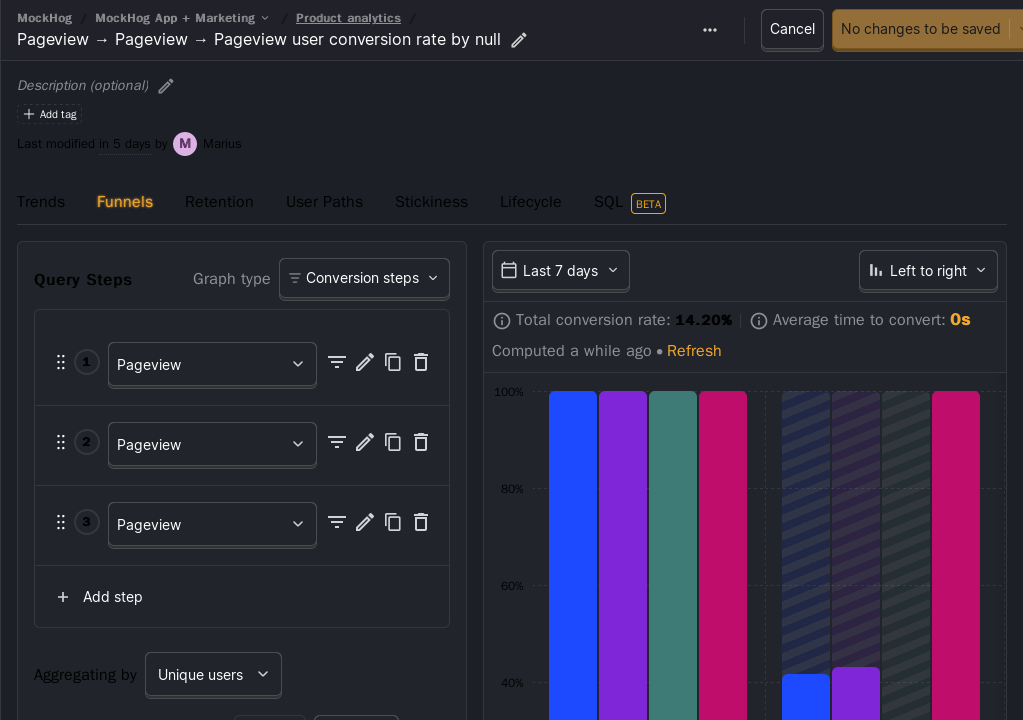 MockHog / MockHog App + Marketing / Product analytics /
Pageview → Pageview → Pageview user conversion rate by null
Cancel
No changes to be saved
Description (optional)
Add tag
Last modified in 5 days by M Marius
Trends Funnels Retention User Paths Stickiness Lifecycle SQL BETA
Query Steps
Graph type
Conversion steps
1 Pageview
2 Pageview
3 Pageview
+ Add step
Aggregating by Unique users
Last 7 days
Left to right
Total conversion rate: 14.20%
Average time to convert: 0s
Computed a while ago • Refresh
100%
80%
60%
40%